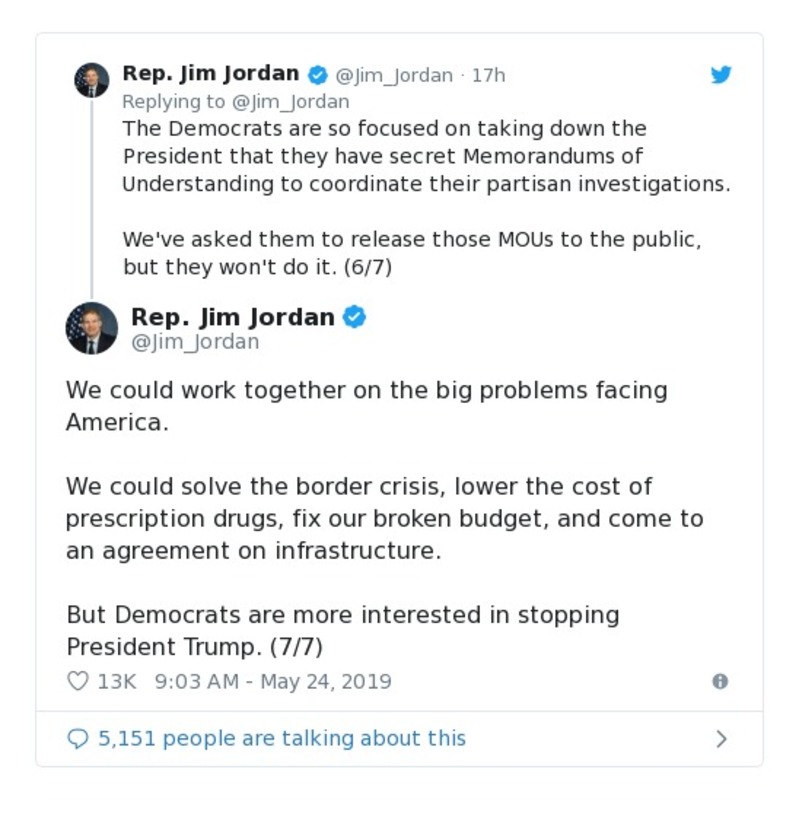 Rep. Jim Jordan @Jim_Jordan · 17h
Replying to @Jim_Jordan
The Democrats are so focused on taking down the
President that they have secret Memorandums of
Understanding to coordinate their partisan investigations.
We've asked them to release those MOUs to the public,
but they won't do it. (6/7)
Rep. Jim Jordan
@Jim_Jordan
We could work together on the big problems facing
America.
We could solve the border crisis, lower the cost of
prescription drugs, fix our broken budget, and come to
an agreement on infrastructure.
But Democrats are more interested in stopping
President Trump. (7/7)
13K 9:03 AM - May 24, 2019
5,151 people are talking about this